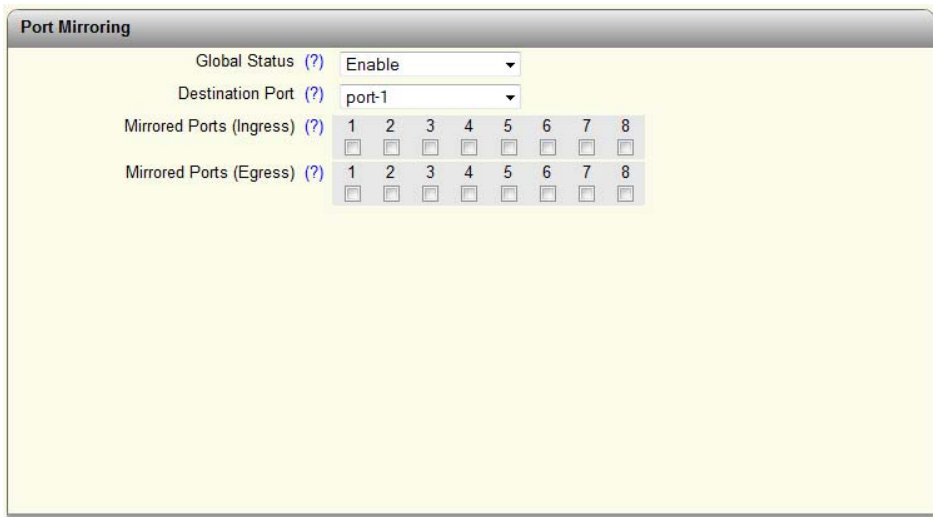 Port Mirroring
Global Status (?) Enable
Destination Port (?) port-1
Mirrored Ports (Ingress) (?) 1 2 3 4 5 6 7 8
Mirrored Ports (Egress) (?) 1 2 3 4 5 6 7 8